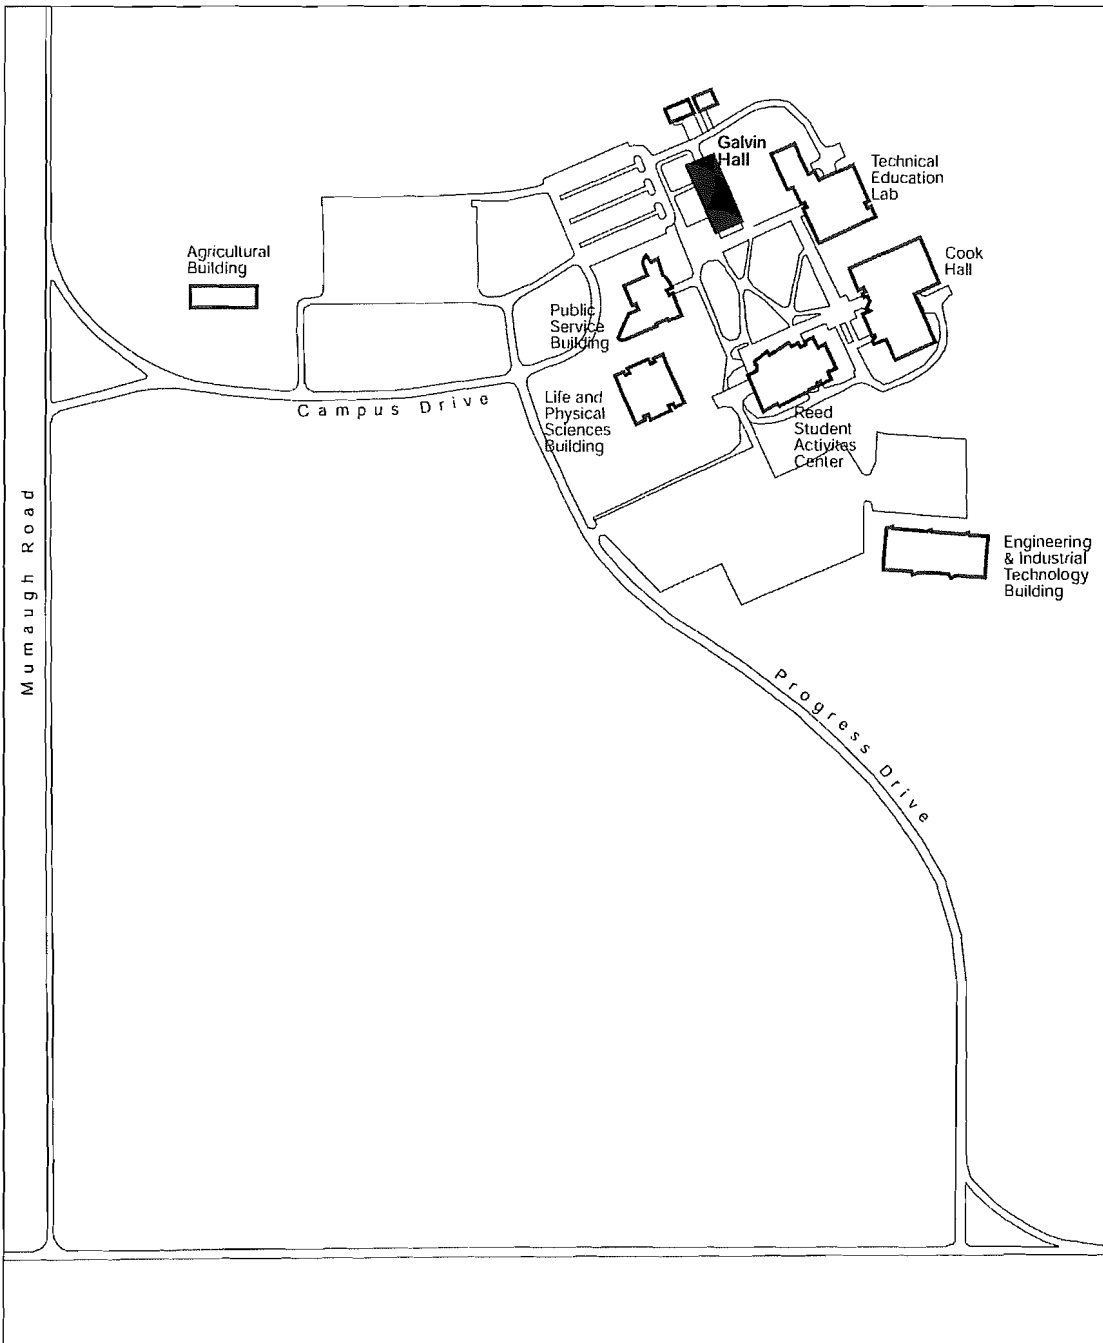 Galvin
Hall
Technical
Education
Lab
Agricultural
Building
Cook
Hall
Public
Service
Building
Campus Drive
Life and
Physical
Sciences
Building
Reed
Student
Activites
Center
Mumaugh Road
Engineering
& Industrial
Technology
Building
Progress Drive